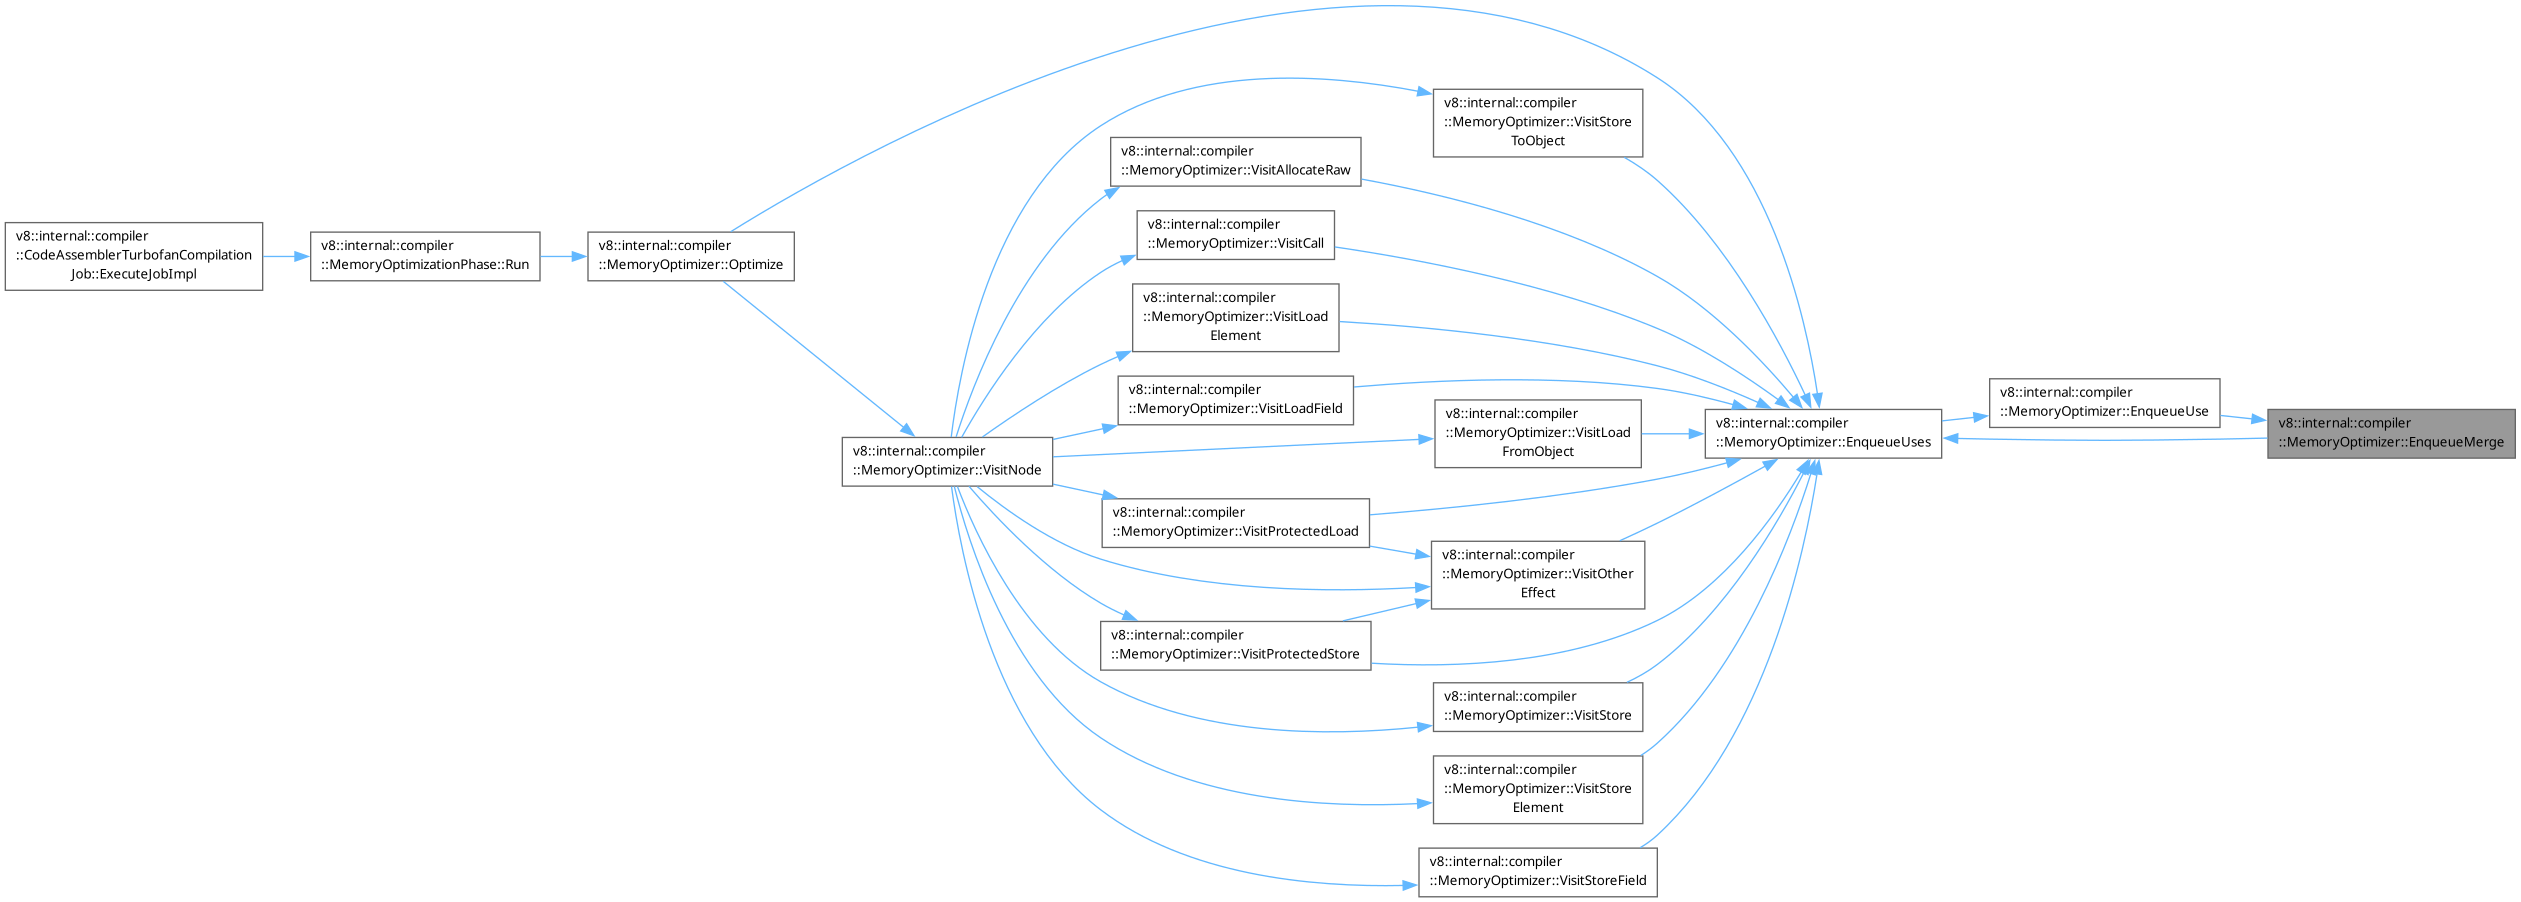 v8::internal::compiler
::CodeAssemblerTurbofanCompilation
Job::ExecuteJobImpl
v8::internal::compiler
::MemoryOptimizationPhase::Run
v8::internal::compiler
::MemoryOptimizer::Optimize
v8::internal::compiler
::MemoryOptimizer::VisitNode
v8::internal::compiler
::MemoryOptimizer::VisitStore
ToObject
v8::internal::compiler
::MemoryOptimizer::VisitAllocateRaw
v8::internal::compiler
::MemoryOptimizer::VisitCall
v8::internal::compiler
::MemoryOptimizer::VisitLoad
Element
v8::internal::compiler
::MemoryOptimizer::VisitLoadField
v8::internal::compiler
::MemoryOptimizer::VisitLoad
FromObject
v8::internal::compiler
::MemoryOptimizer::VisitProtectedLoad
v8::internal::compiler
::MemoryOptimizer::VisitOther
Effect
v8::internal::compiler
::MemoryOptimizer::VisitProtectedStore
v8::internal::compiler
::MemoryOptimizer::VisitStore
v8::internal::compiler
::MemoryOptimizer::VisitStore
Element
v8::internal::compiler
::MemoryOptimizer::VisitStoreField
v8::internal::compiler
::MemoryOptimizer::EnqueueUses
v8::internal::compiler
::MemoryOptimizer::EnqueueUse
v8::internal::compiler
::MemoryOptimizer::EnqueueMerge